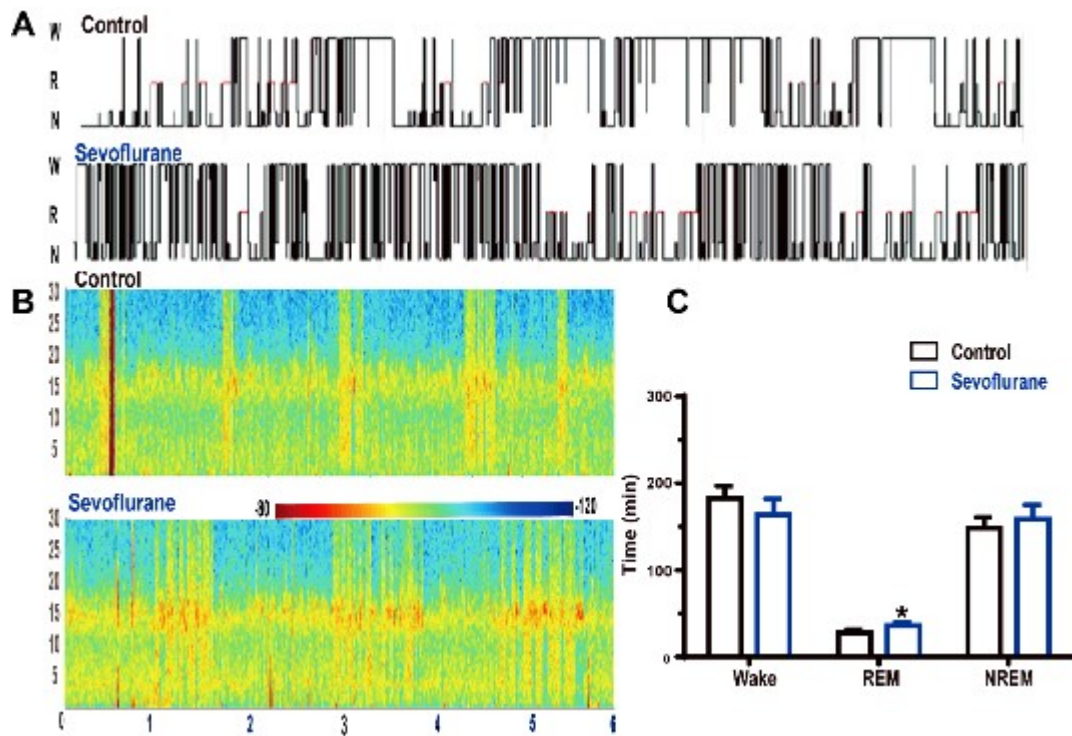 A
W
Control
R
N
Sevoflurane
W
R
N
B
Control
30
25
20
15
10
5
Sevoflurane
-80
-120
30
25
20
15
10
5
0 1 2 3 4 5 6
C
Control
Sevoflurane
300
200
100
0
Time (min)
*
Wake REM NREM